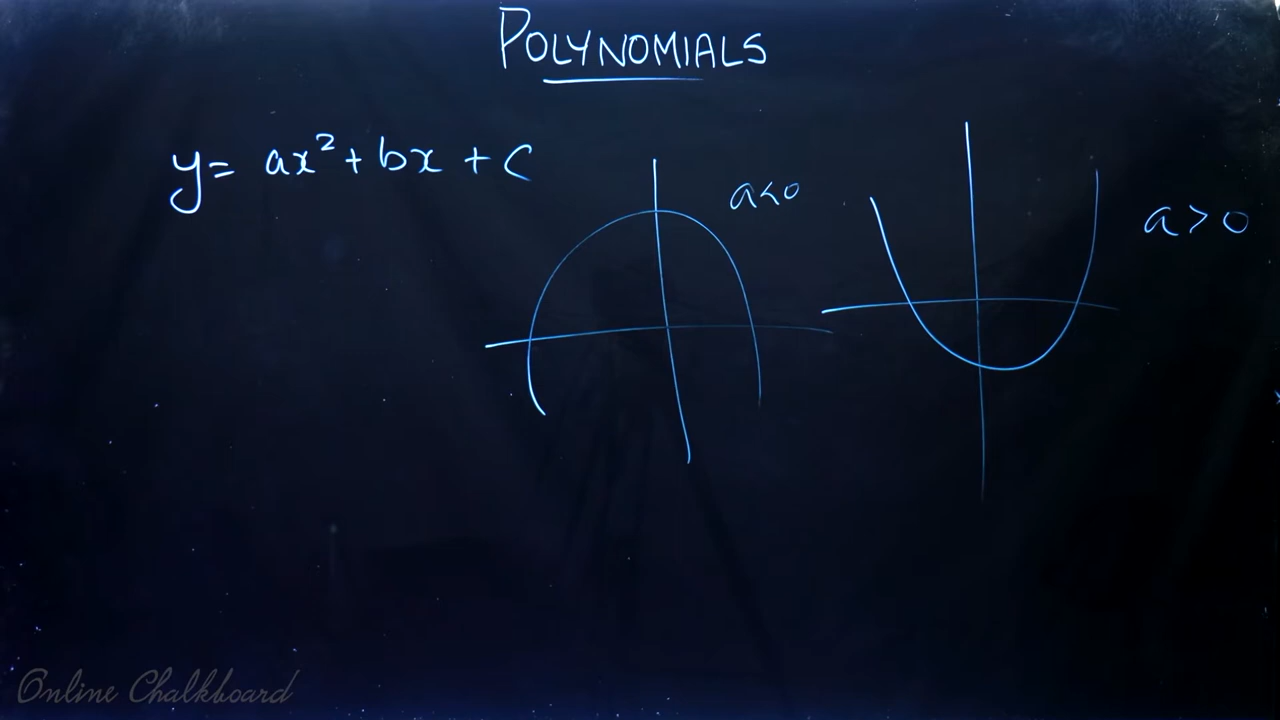 POLYNOMIALS
y = ax² + bx + c
a<0
a>0
Online Chalkboard